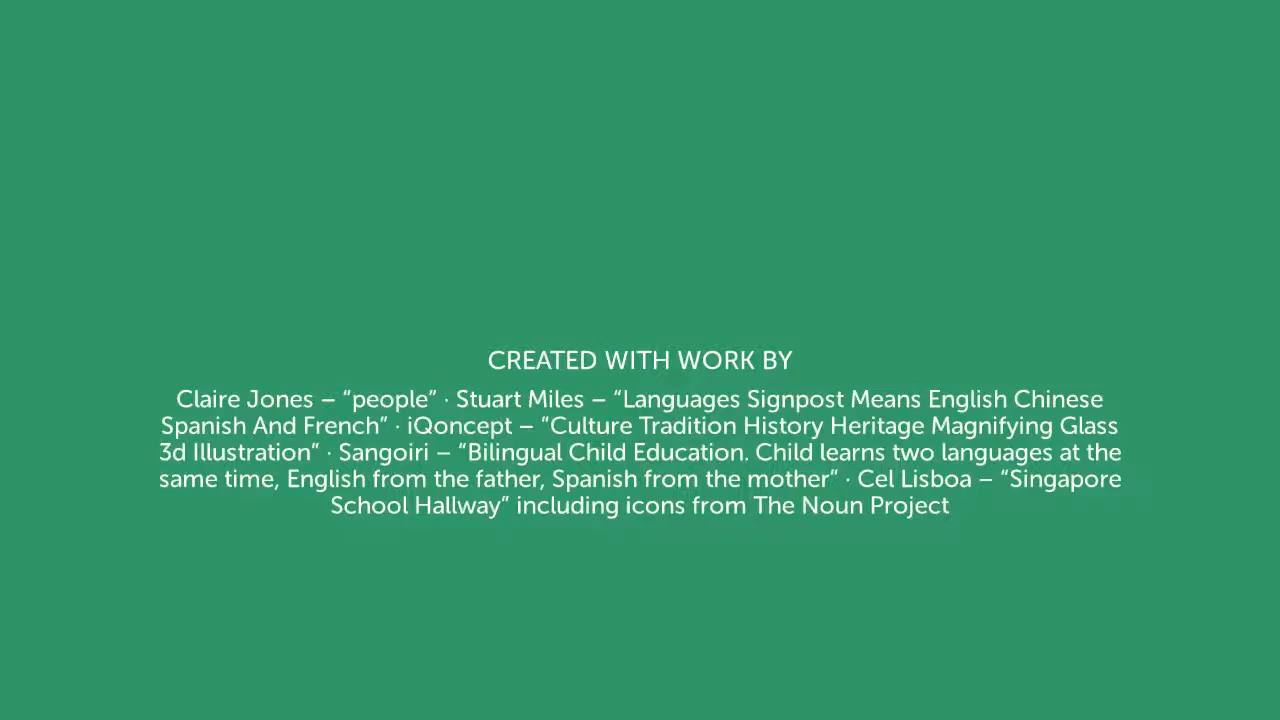 CREATED WITH WORK BY
Claire Jones – “people” · Stuart Miles – “Languages Signpost Means English Chinese
Spanish And French” · iQoncept – “Culture Tradition History Heritage Magnifying Glass
3d Illustration” · Sangoiri – “Bilingual Child Education. Child learns two languages at the
same time, English from the father, Spanish from the mother” · Cel Lisboa – “Singapore
School Hallway” including icons from The Noun Project